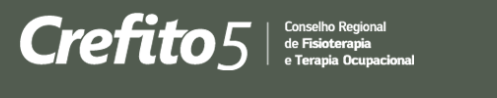 Crefito5
Conselho Regional
de Fisioterapia
e Terapia Ocupacional